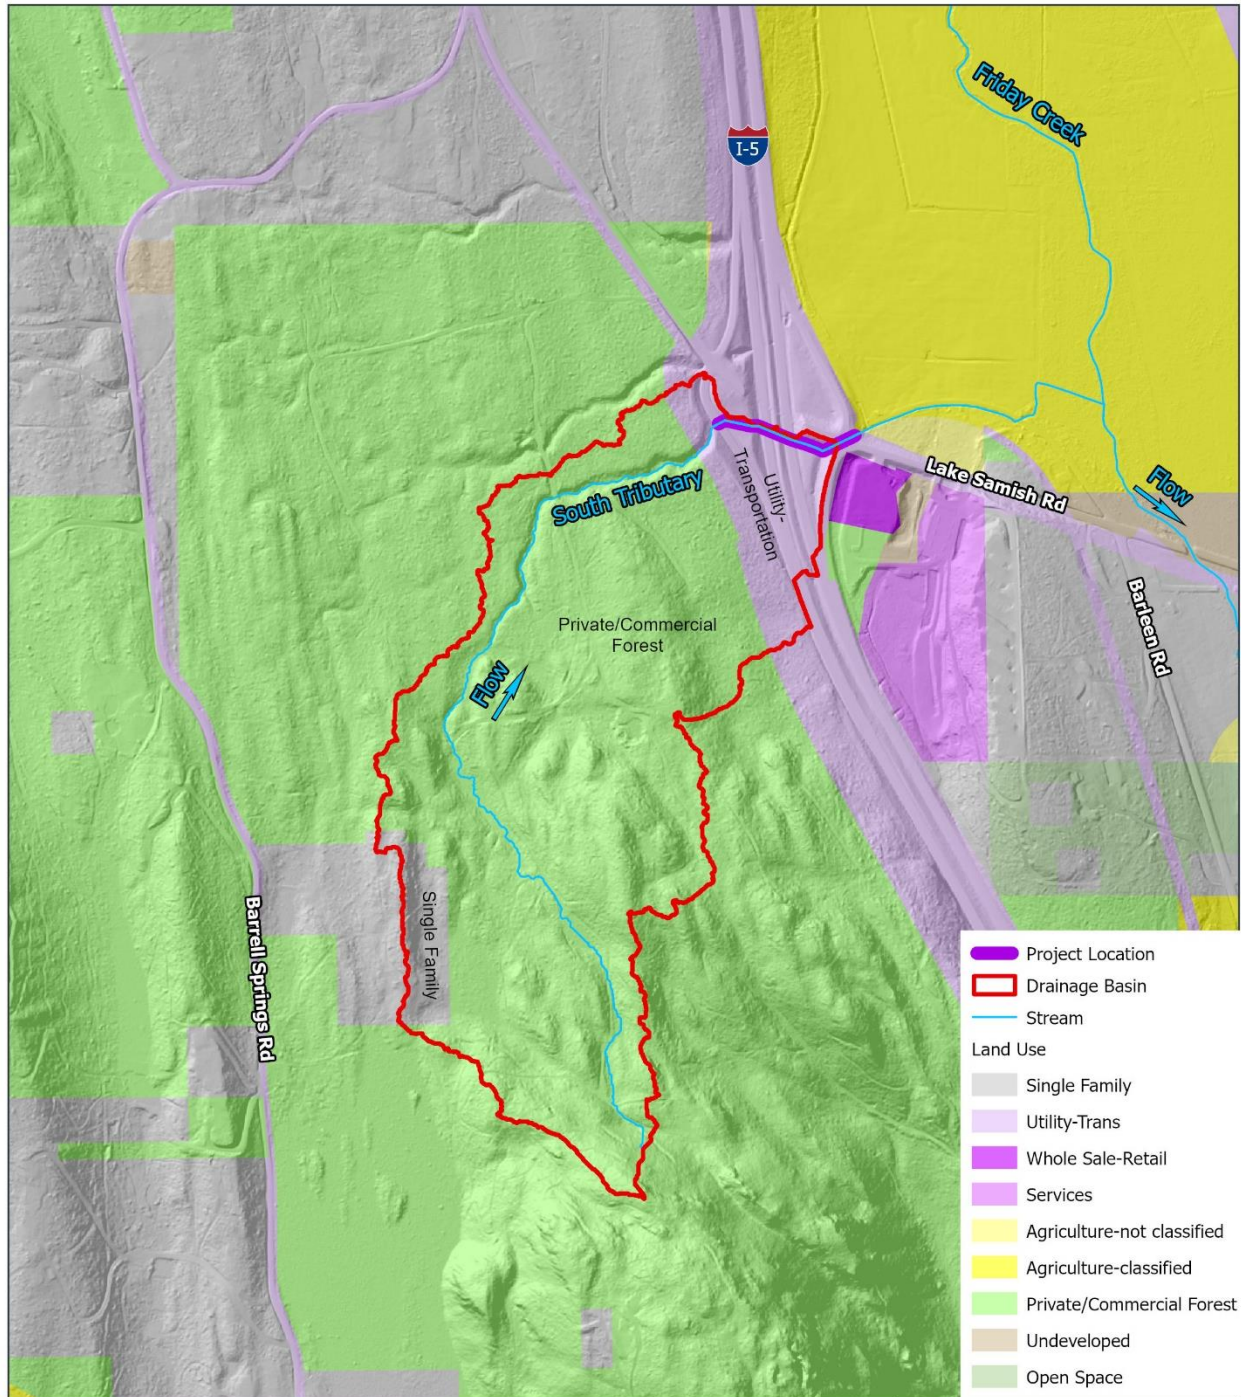 Friday Creek
I-5
Lake Samish Rd
Flow
South Tributary
Utility-
Transportation
Barleen Rd
Private/Commercial
Forest
Flow
Single Family
Barrell Springs Rd
Project Location
Drainage Basin
Stream
Land Use
Single Family
Utility-Trans
Whole Sale-Retail
Services
Agriculture-not classified
Agriculture-classified
Private/Commercial Forest
Undeveloped
Open Space